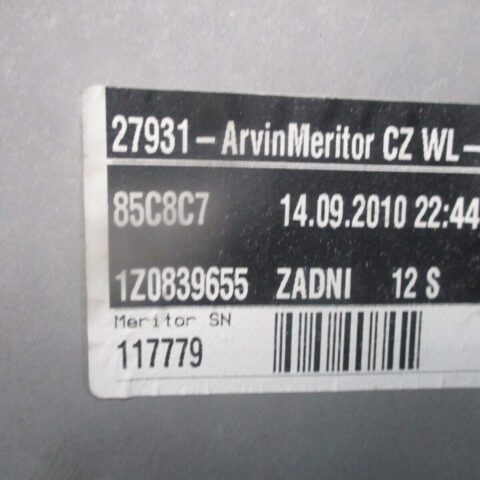 27931 – ArvinMeritor CZ WL –
85C8C7 14.09.2010 22:44
1Z0839655 ZADNI 12 S
Meritor SN
117779